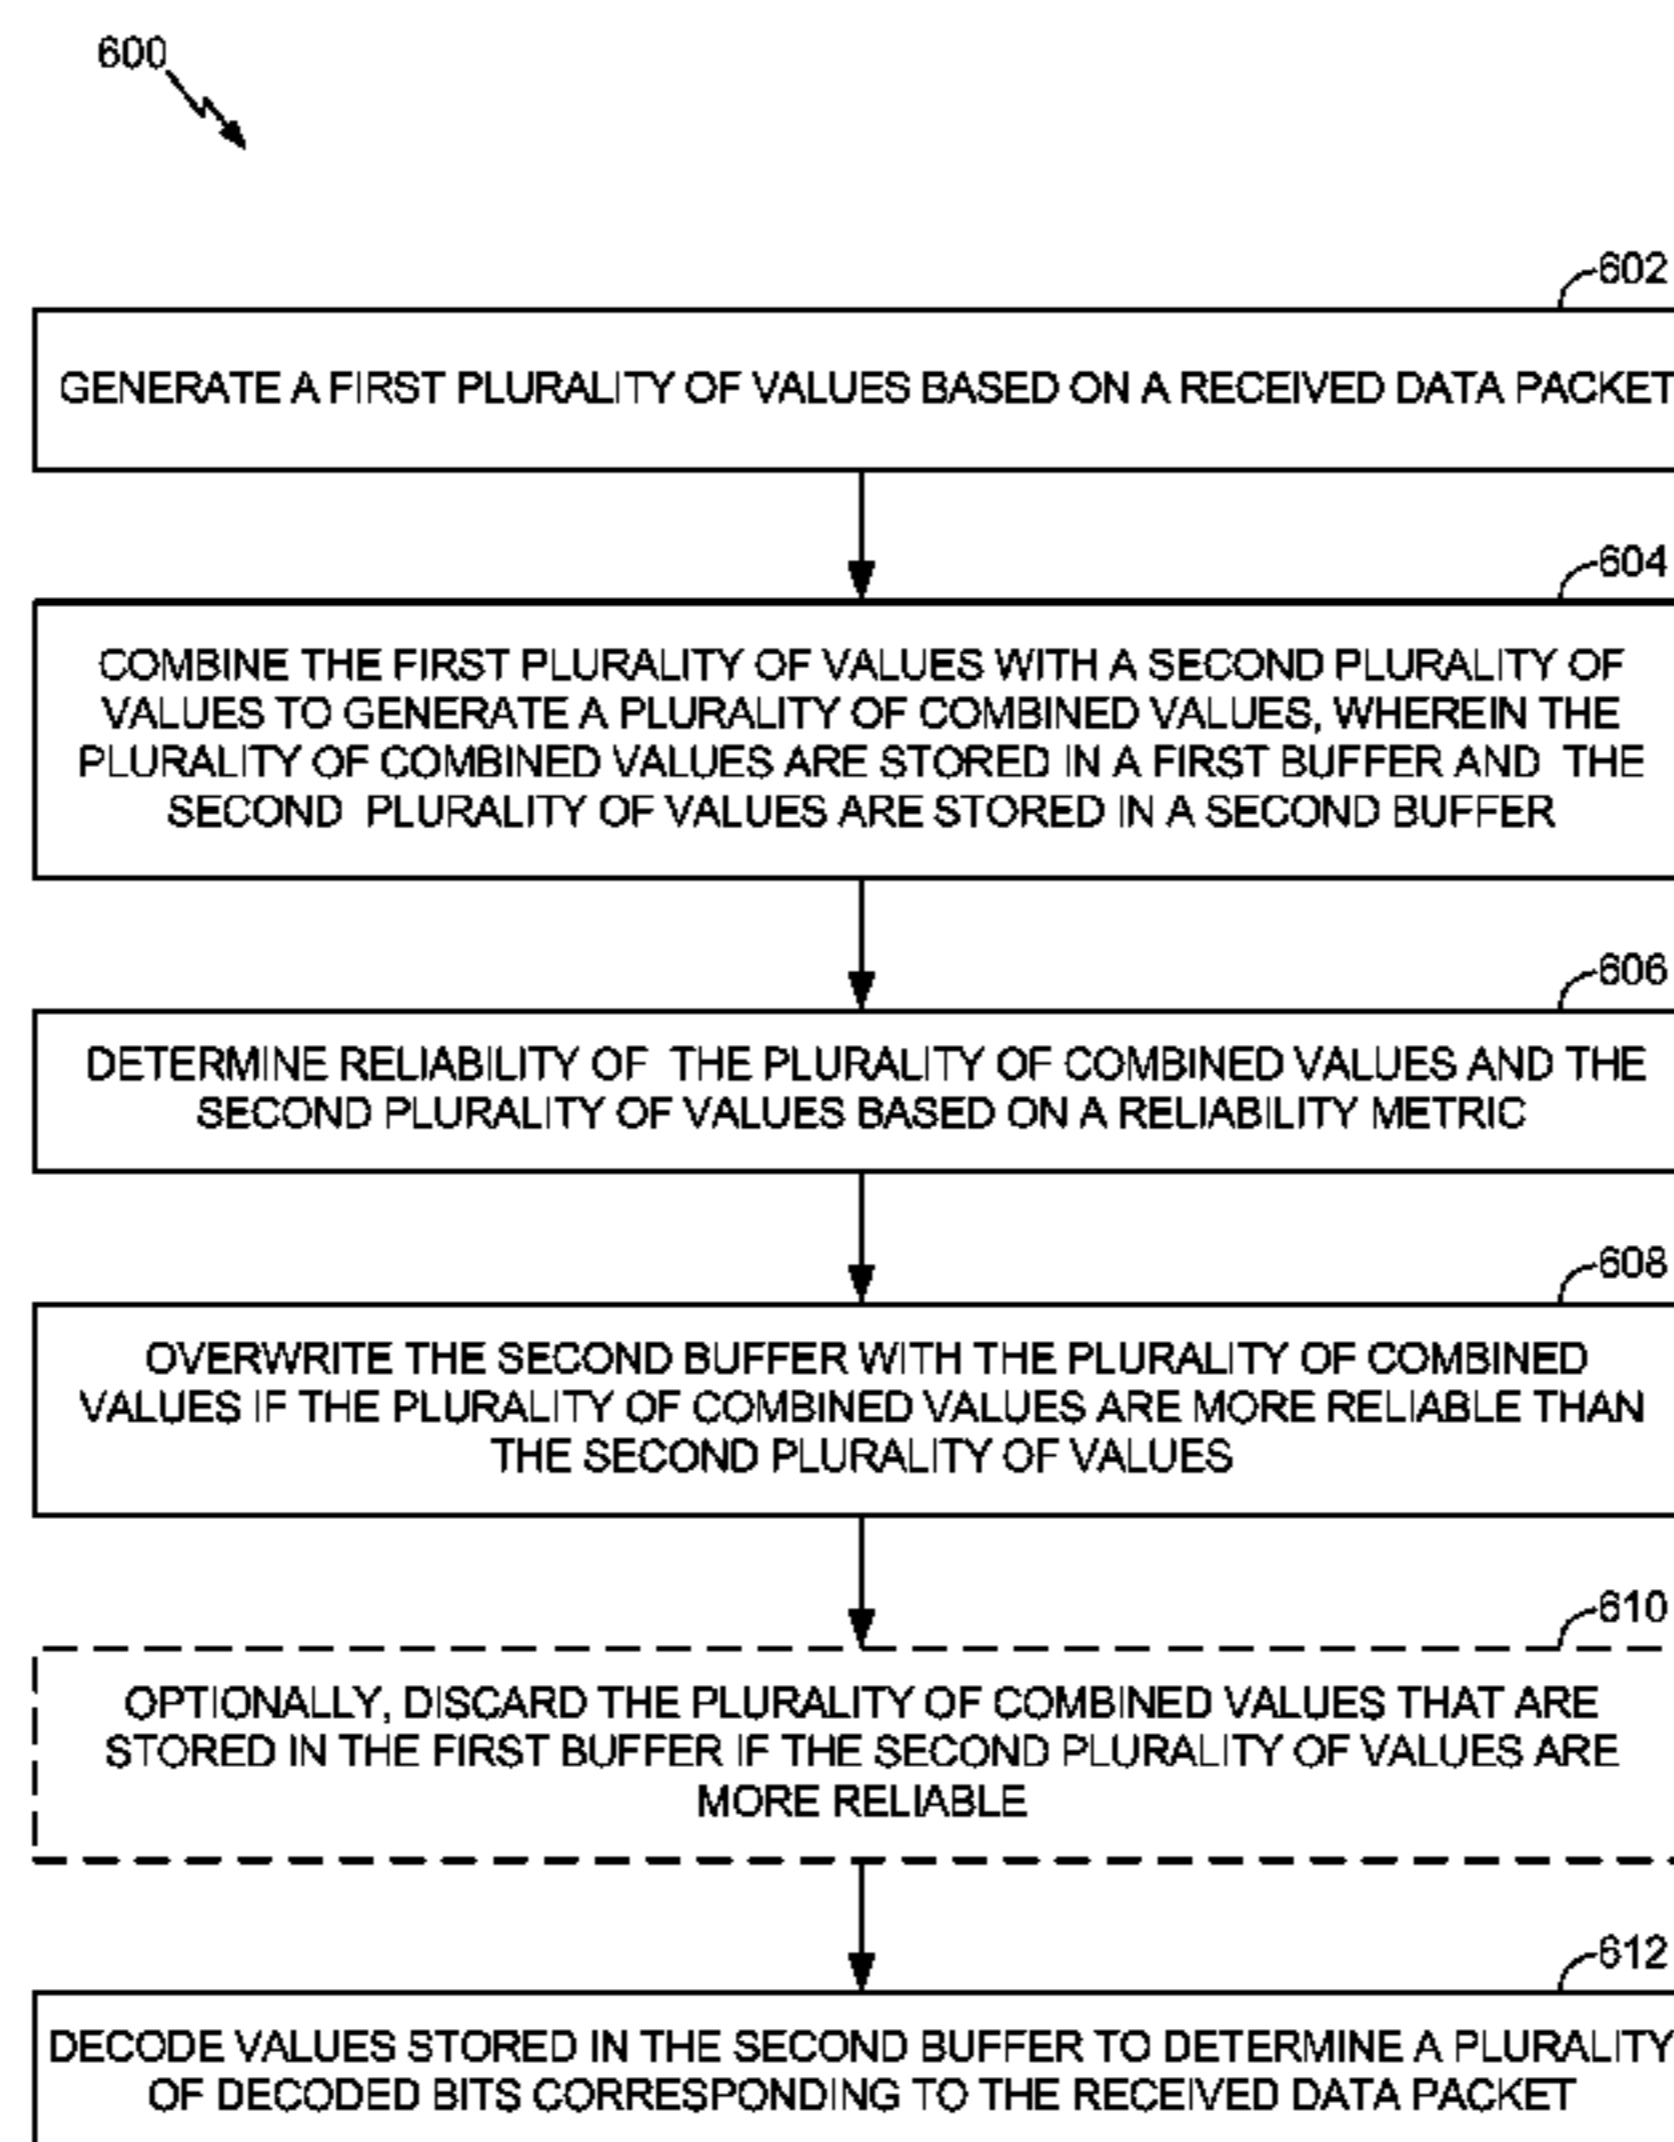 600
602
GENERATE A FIRST PLURALITY OF VALUES BASED ON A RECEIVED DATA PACKET
604
COMBINE THE FIRST PLURALITY OF VALUES WITH A SECOND PLURALITY OF
VALUES TO GENERATE A PLURALITY OF COMBINED VALUES, WHEREIN THE
PLURALITY OF COMBINED VALUES ARE STORED IN A FIRST BUFFER AND THE
SECOND PLURALITY OF VALUES ARE STORED IN A SECOND BUFFER
606
DETERMINE RELIABILITY OF THE PLURALITY OF COMBINED VALUES AND THE
SECOND PLURALITY OF VALUES BASED ON A RELIABILITY METRIC
608
OVERWRITE THE SECOND BUFFER WITH THE PLURALITY OF COMBINED
VALUES IF THE PLURALITY OF COMBINED VALUES ARE MORE RELIABLE THAN
THE SECOND PLURALITY OF VALUES
610
OPTIONALLY, DISCARD THE PLURALITY OF COMBINED VALUES THAT ARE
STORED IN THE FIRST BUFFER IF THE SECOND PLURALITY OF VALUES ARE
MORE RELIABLE
612
DECODE VALUES STORED IN THE SECOND BUFFER TO DETERMINE A PLURALITY
OF DECODED BITS CORRESPONDING TO THE RECEIVED DATA PACKET